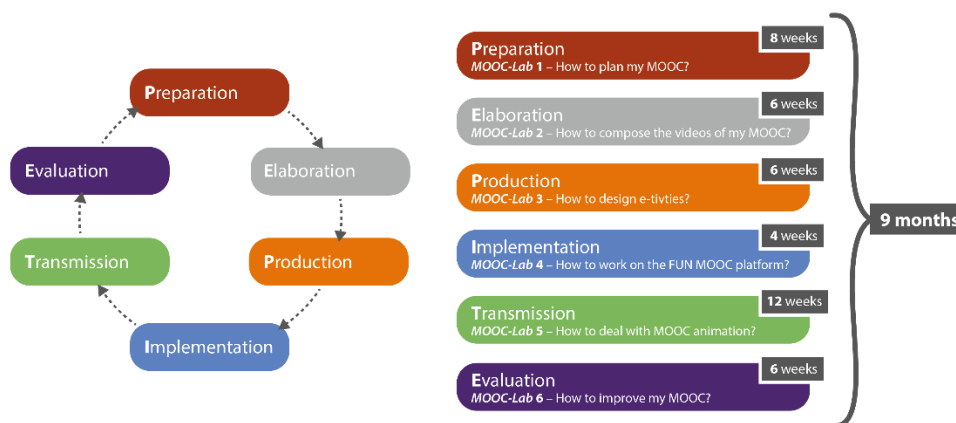 Preparation
Elaboration
Production
Implementation
Transmission
Evaluation
8 weeks
Preparation
MOOC-Lab 1 – How to plan my MOOC?
6 weeks
Elaboration
MOOC-Lab 2 – How to compose the videos of my MOOC?
6 weeks
Production
MOOC-Lab 3 – How to design e-tivties?
4 weeks
Implementation
MOOC-Lab 4 – How to work on the FUN MOOC platform?
12 weeks
Transmission
MOOC-Lab 5 – How to deal with MOOC animation?
6 weeks
Evaluation
MOOC-Lab 6 – How to improve my MOOC?
9 months